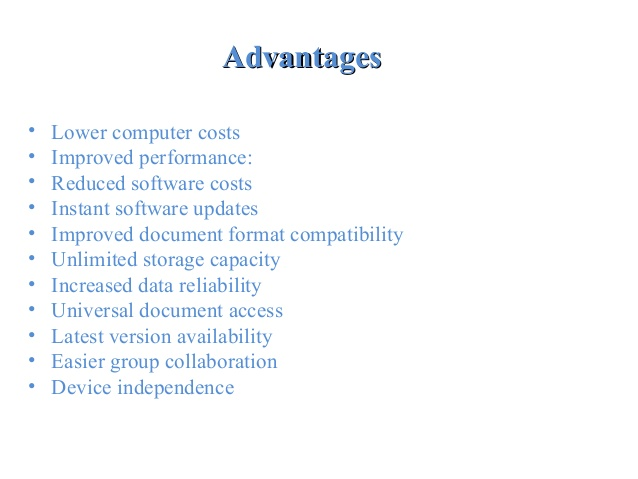 Advantages
• Lower computer costs
• Improved performance:
• Reduced software costs
• Instant software updates
• Improved document format compatibility
• Unlimited storage capacity
• Increased data reliability
• Universal document access
• Latest version availability
• Easier group collaboration
• Device independence